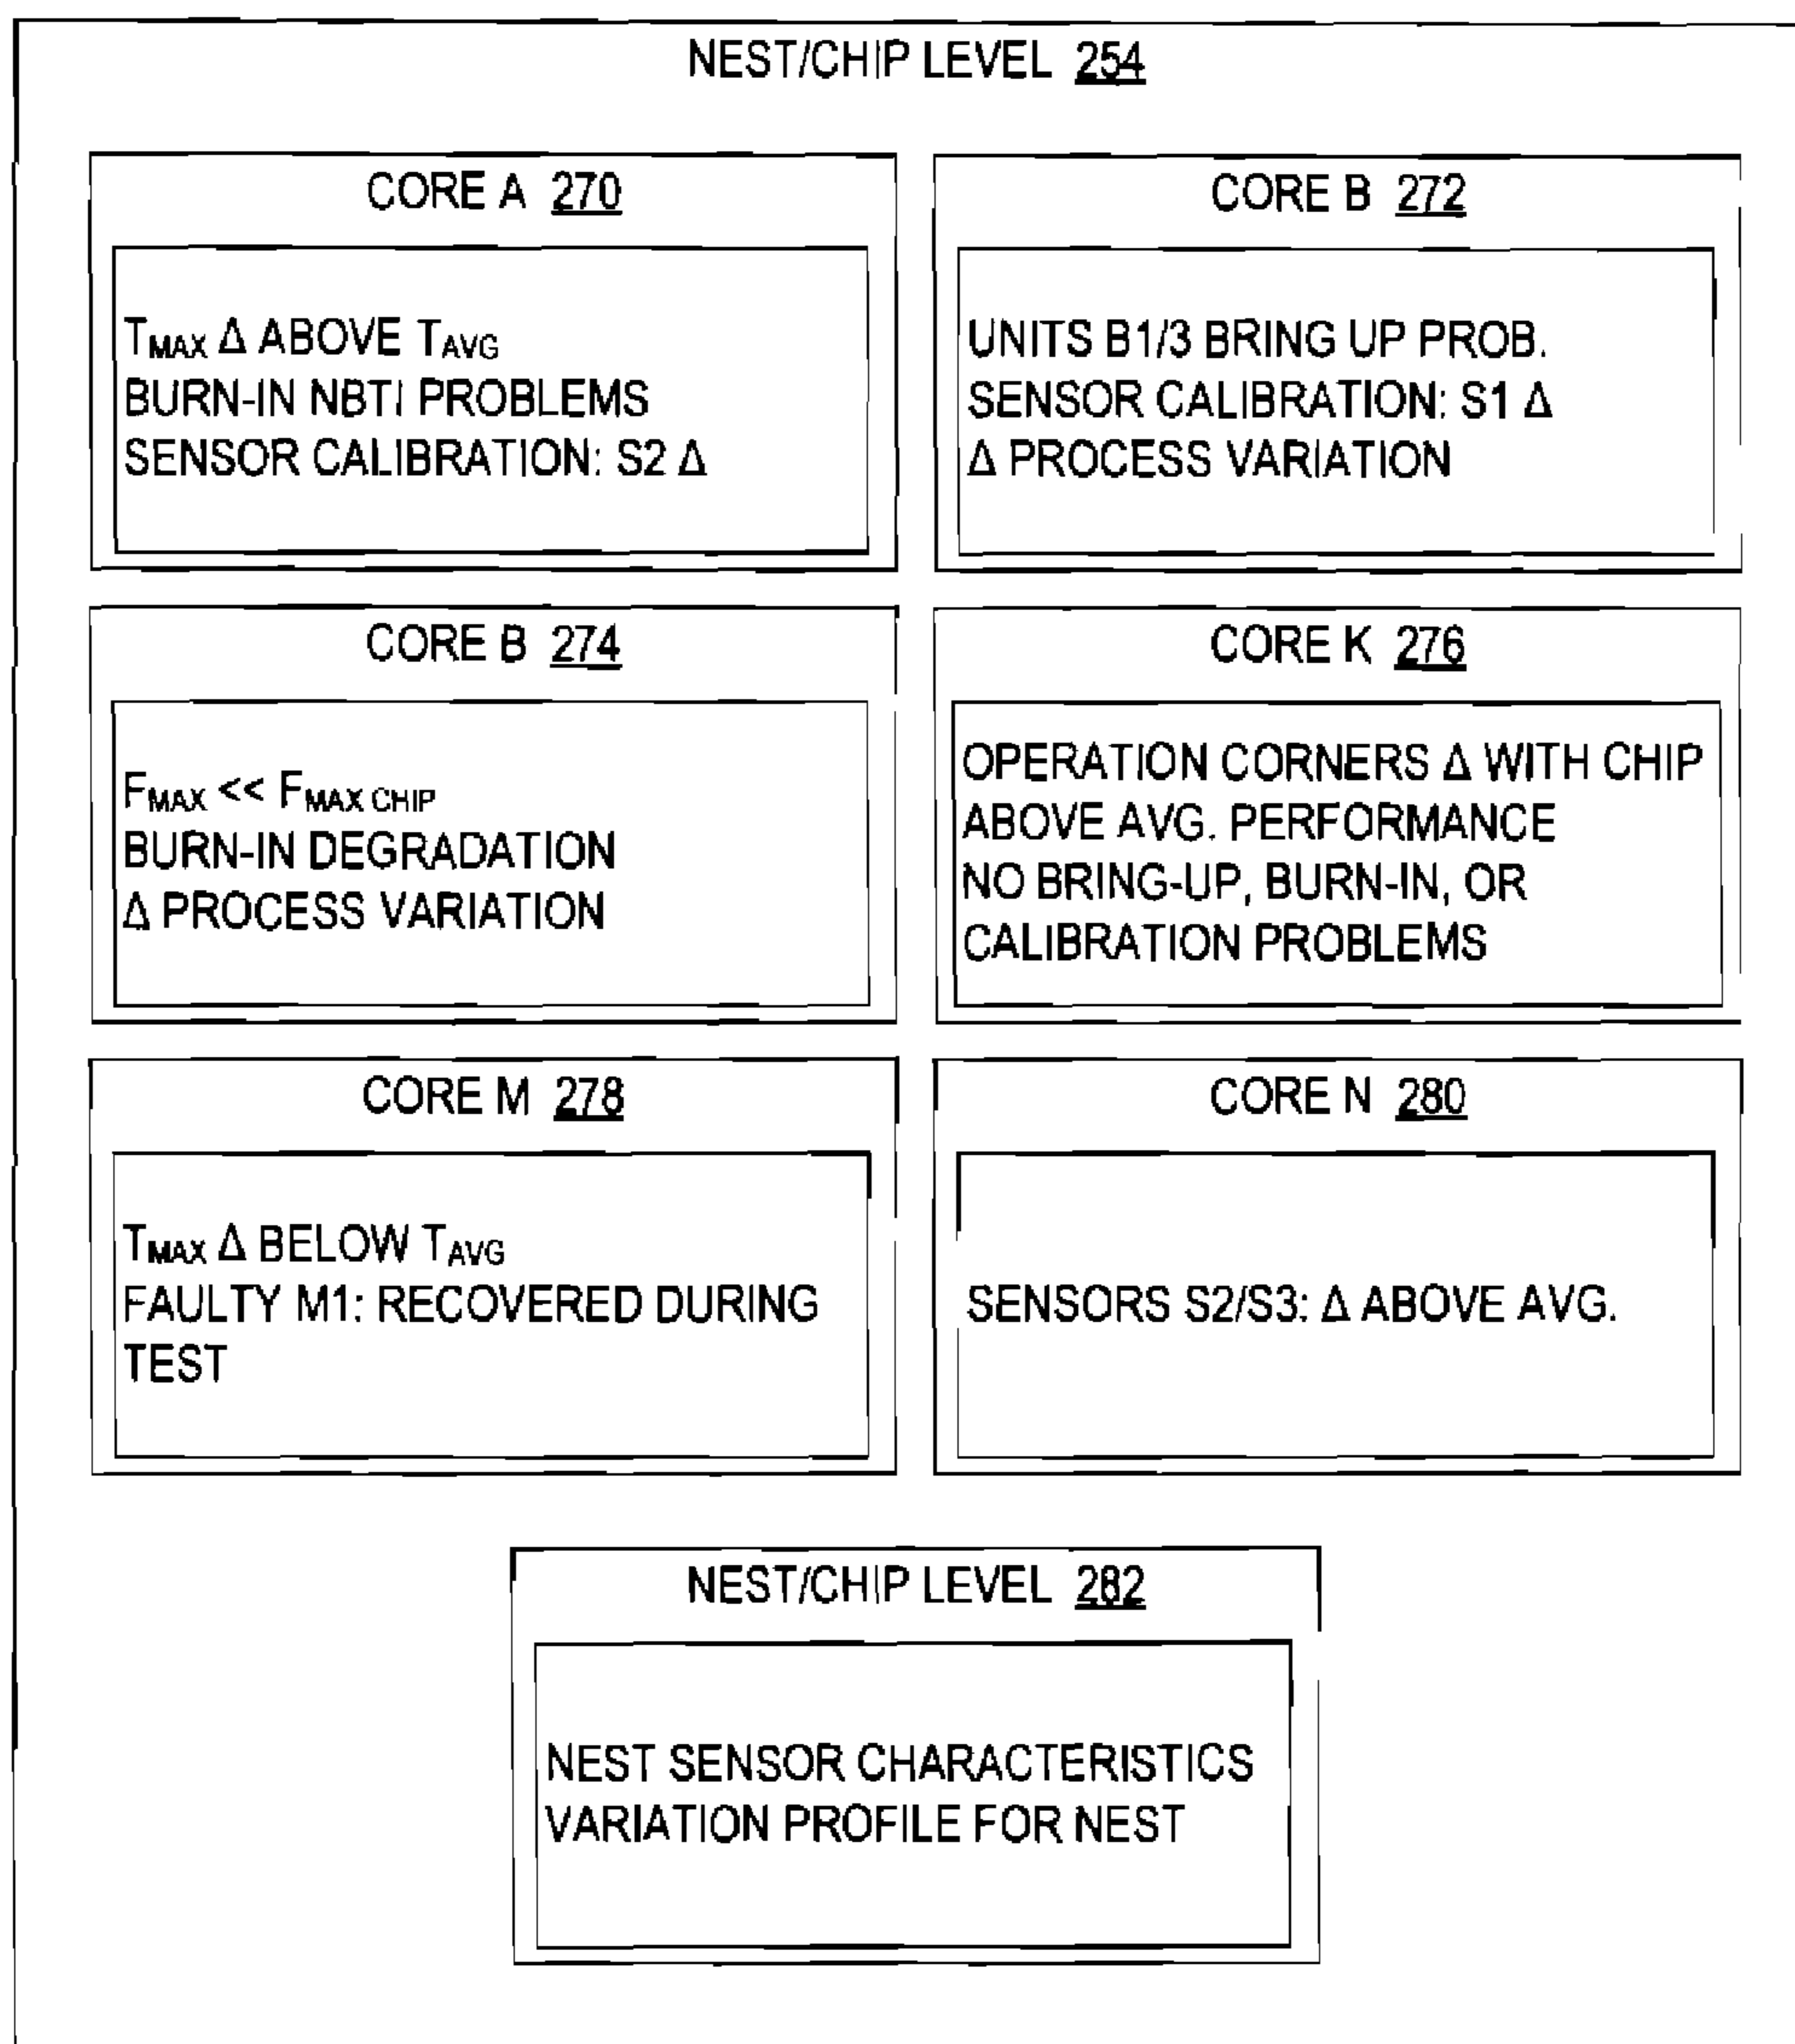 NEST/CHIP LEVEL 254
CORE A 270
TMAX Δ ABOVE TAVG
BURN-IN NBTI PROBLEMS
SENSOR CALIBRATION: S2 Δ
CORE B 272
UNITS B1/3 BRING UP PROB.
SENSOR CALIBRATION: S1 Δ
Δ PROCESS VARIATION
CORE B 274
FMAX << FMAX CHIP
BURN-IN DEGRADATION
Δ PROCESS VARIATION
CORE K 276
OPERATION CORNERS Δ WITH CHIP
ABOVE AVG. PERFORMANCE
NO BRING-UP, BURN-IN, OR
CALIBRATION PROBLEMS
CORE M 278
TMAX Δ BELOW TAVG
FAULTY M1: RECOVERED DURING
TEST
CORE N 280
SENSORS S2/S3: Δ ABOVE AVG.
NEST/CHIP LEVEL 282
NEST SENSOR CHARACTERISTICS
VARIATION PROFILE FOR NEST